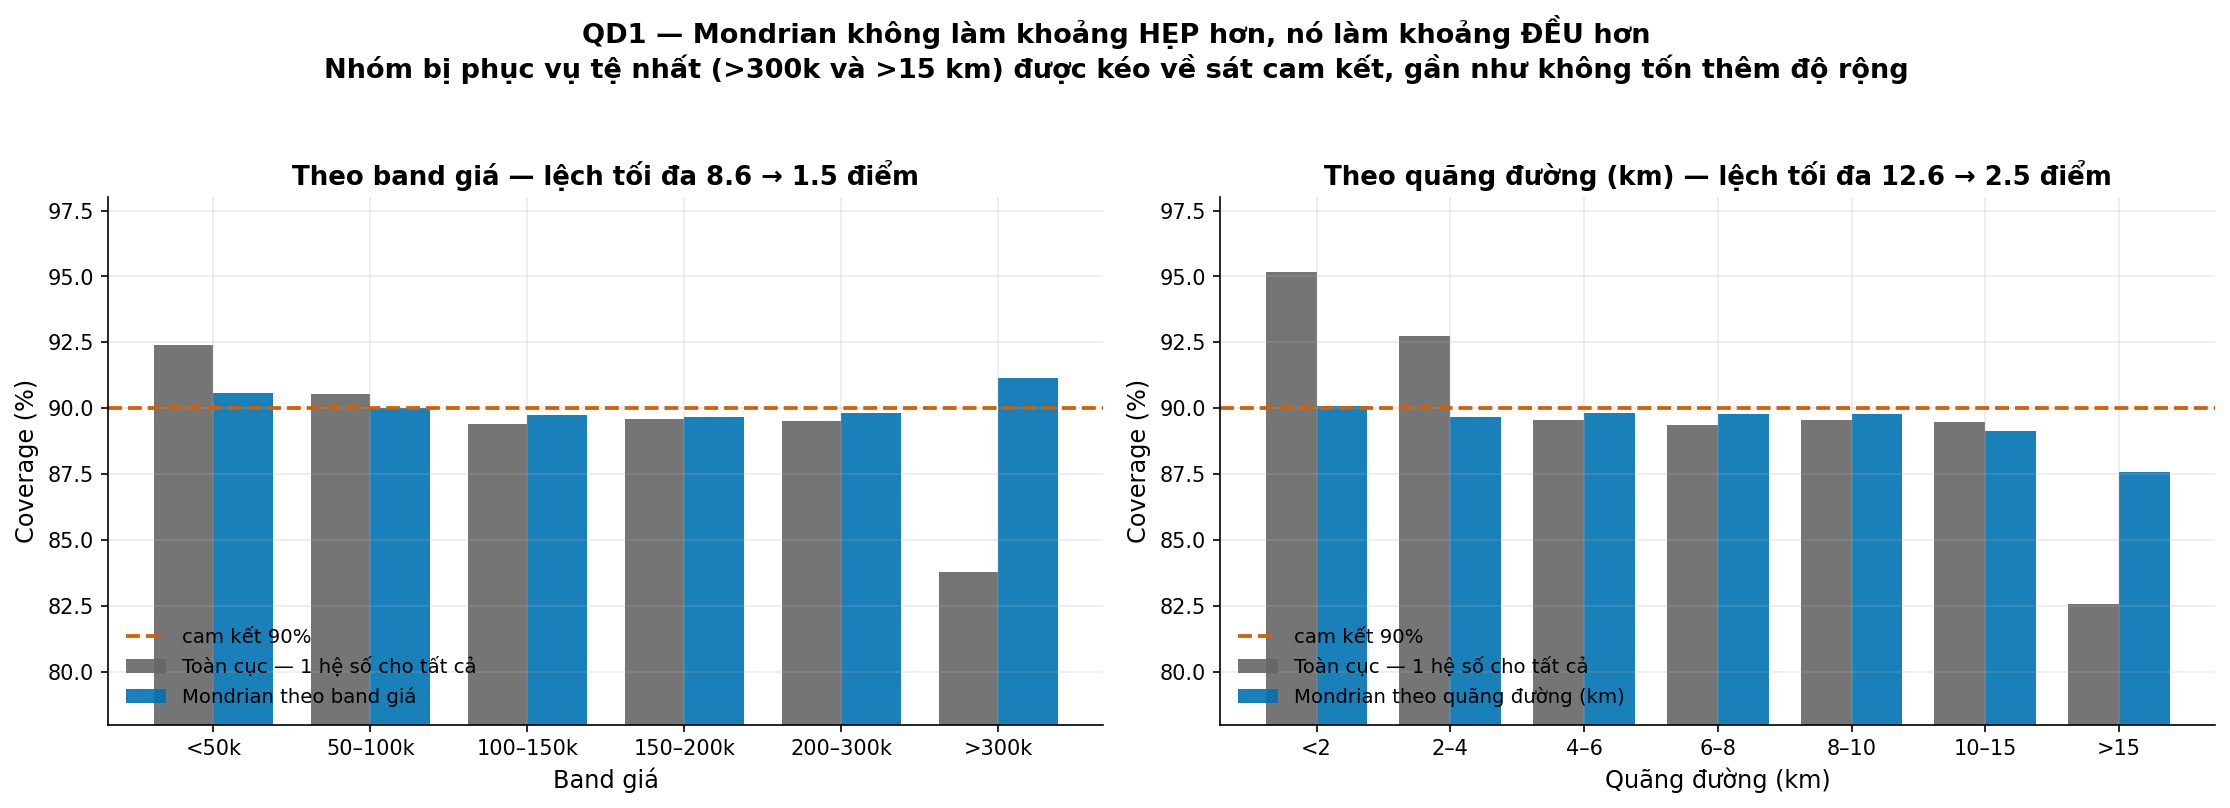 QD1 — Mondrian không làm khoảng HẸP hơn, nó làm khoảng ĐỀU hơn
Nhóm bị phục vụ tệ nhất (>300k và >15 km) được kéo về sát cam kết, gần như không tốn thêm độ rộng
Theo band giá — lệch tối đa 8.6 → 1.5 điểm
Coverage (%)
97.5
95.0
92.5
90.0
87.5
85.0
82.5
80.0
cam kết 90%
Toàn cục — 1 hệ số cho tất cả
Mondrian theo band giá
<50k 50–100k 100–150k 150–200k 200–300k >300k
Band giá
Theo quãng đường (km) — lệch tối đa 12.6 → 2.5 điểm
Coverage (%)
97.5
95.0
92.5
90.0
87.5
85.0
82.5
80.0
cam kết 90%
Toàn cục — 1 hệ số cho tất cả
Mondrian theo quãng đường (km)
<2 2–4 4–6 6–8 8–10 10–15 >15
Quãng đường (km)